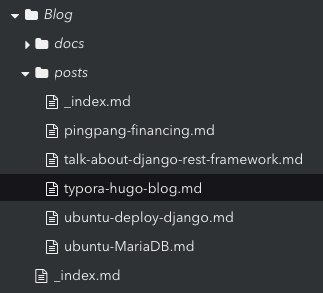 Blog
docs
posts
_index.md
pingpang-financing.md
talk-about-django-rest-framework.md
typora-hugo-blog.md
ubuntu-deploy-django.md
ubuntu-MariaDB.md
_index.md